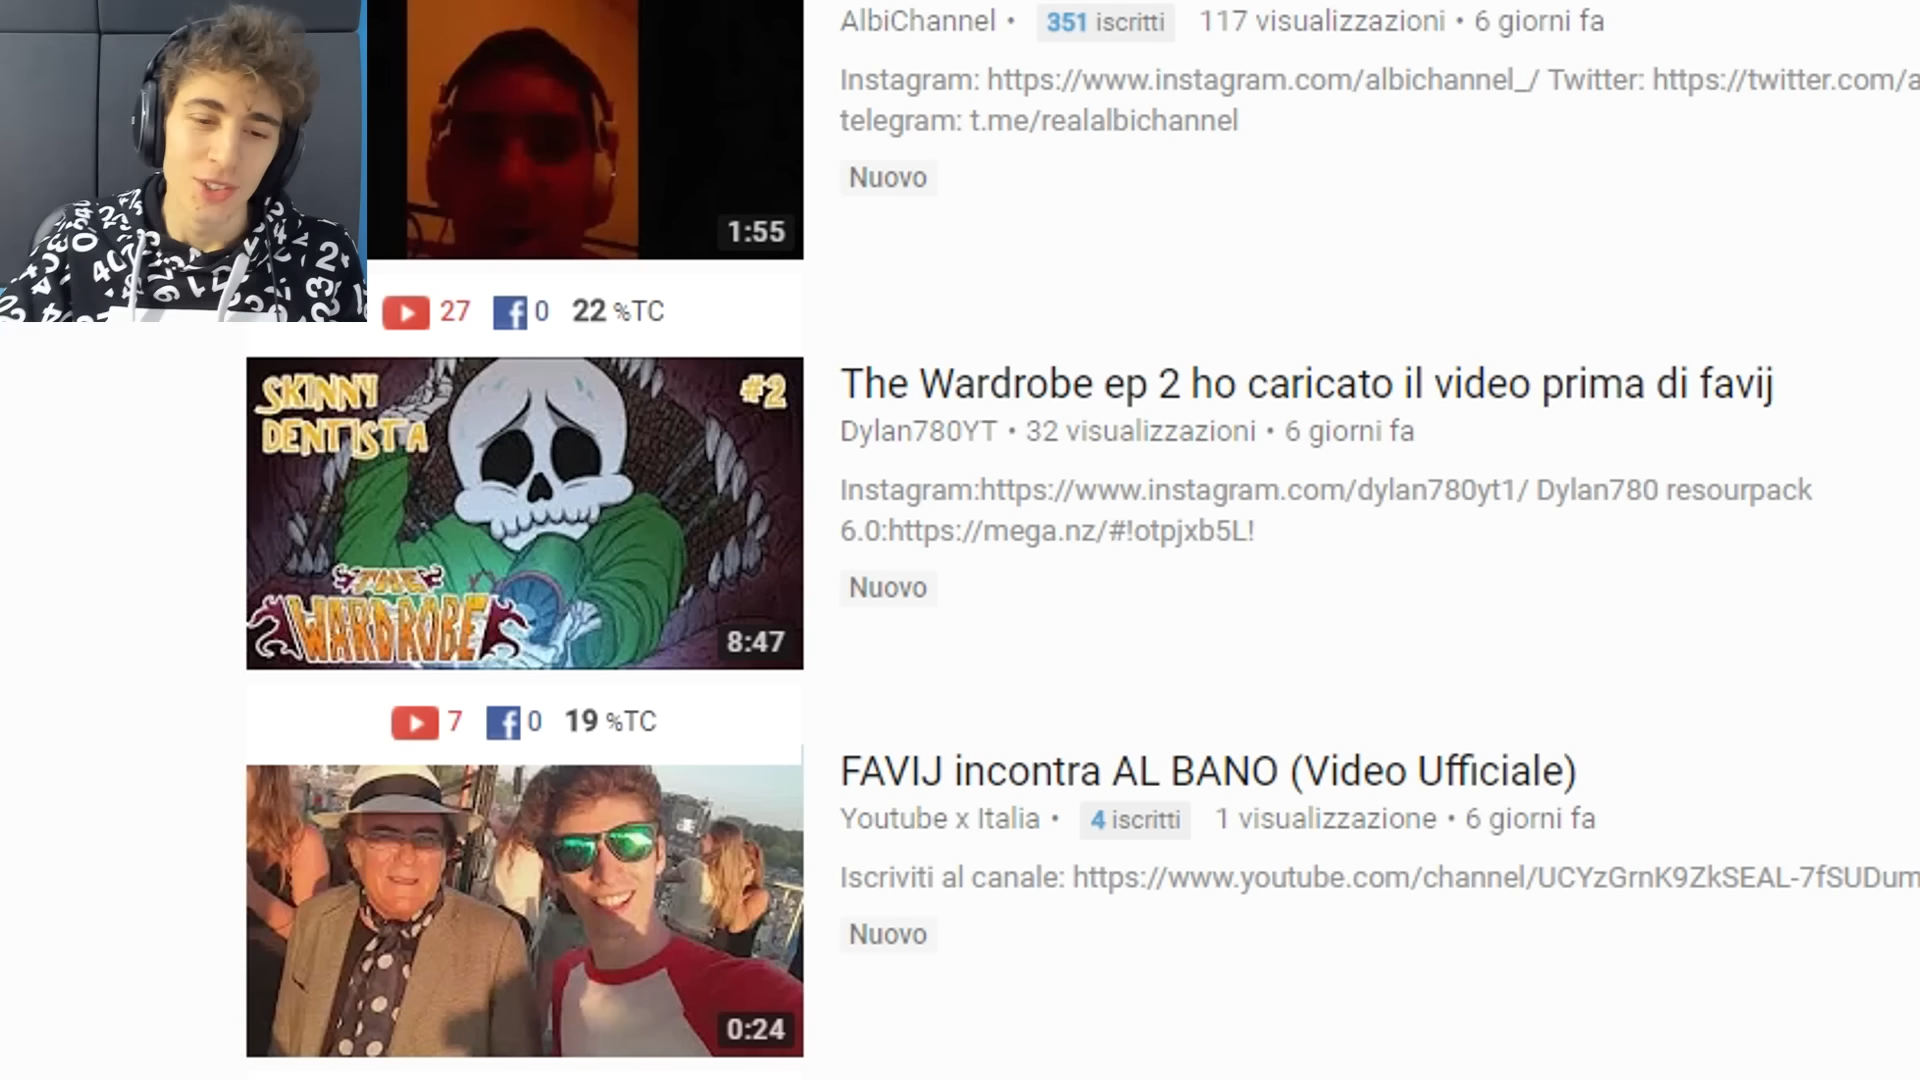 AlbiChannel • 351 iscritti 117 visualizzazioni • 6 giorni fa
Instagram: https://www.instagram.com/albichannel_/ Twitter: https://twitter.com/a
telegram: t.me/realalbichannel
Nuovo
1:55
27 0 22 %TC
SKINNY
DENTISTA
#2
THE
WARDROBE
8:47
The Wardrobe ep 2 ho caricato il video prima di favij
Dylan780YT • 32 visualizzazioni • 6 giorni fa
Instagram:https://www.instagram.com/dylan780yt1/ Dylan780 resourpack
6.0:https://mega.nz/#!otpjxb5L!
Nuovo
7 0 19 %TC
FAVIJ incontra AL BANO (Video Ufficiale)
Youtube x Italia • 4 iscritti 1 visualizzazione • 6 giorni fa
Iscriviti al canale: https://www.youtube.com/channel/UCYzGrnK9ZkSEAL-7fSUDum
Nuovo
0:24